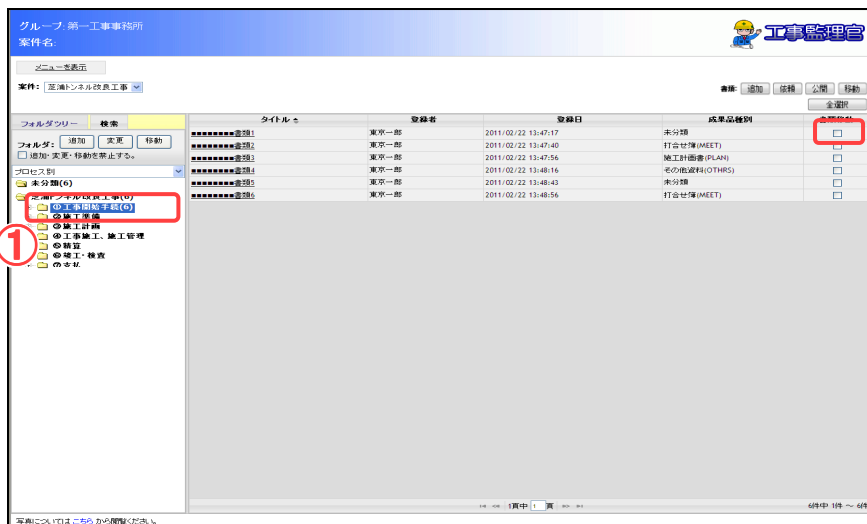 グループ: 第一工事事務所
案件名:
工事監理官
メニューを表示
案件: 芝浦トンネル改良工事
書類: 追加 依頼 公開 移動
全選択
フォルダツリー 検索
フォルダ: 追加 変更 移動
追加・変更・移動を禁止する。
プロセス別
未分類(6)
芝浦トンネル改良工事(6)
①工事開始手続(6)
②施工準備
③施工計画
④工事施工、施工管理
⑤精算
⑥竣工・検査
⑦支払
①
タイトル 登録者 登録日 成果品種別
■■■■■■■■書類1 東京一郎 2011/02/22 13:47:17 未分類
■■■■■■■■書類2 東京一郎 2011/02/22 13:47:40 打合せ簿(MEET)
■■■■■■■■書類3 東京一郎 2011/02/22 13:47:56 施工計画書(PLAN)
■■■■■■■■書類4 東京一郎 2011/02/22 13:48:16 その他資料(OTHRS)
■■■■■■■■書類5 東京一郎 2011/02/22 13:48:43 未分類
■■■■■■■■書類6 東京一郎 2011/02/22 13:48:56 打合せ簿(MEET)
1頁中 1 頁
6件中 1件 ～ 6件
写真については こちら から閲覧ください。